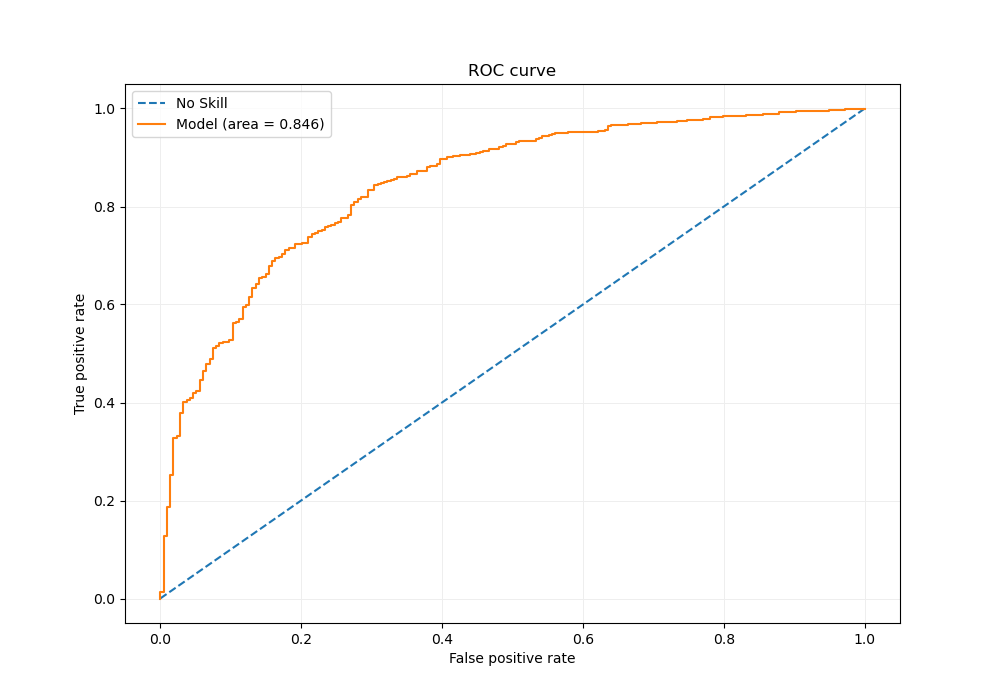 ROC curve
No Skill
Model (area = 0.846)
1.0
0.8
0.6
0.4
0.2
0.0
True positive rate
0.0 0.2 0.4 0.6 0.8 1.0
False positive rate